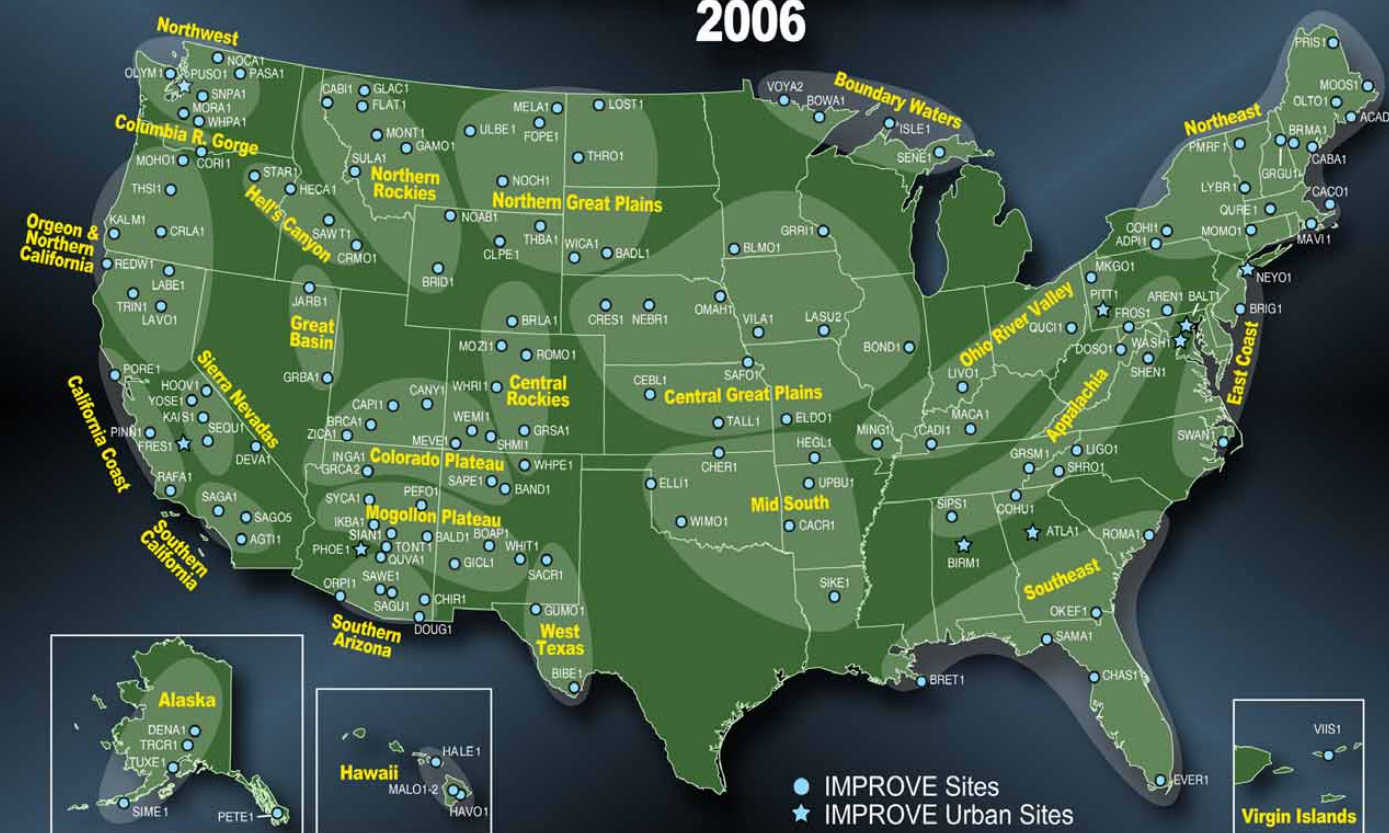 2006
Northwest
NOCA1
OLYM1
PUSO1
PASA1
SNPA1
MORA1
WHPA1
Columbia R. Gorge
MOHO1
CORI1
THSI1
KALM1
CRLA1
Orgeon &
Northern
California
REDW1
LABE1
TRIN1
LAVO1
STAR1
HECA1
Hell's Canyon
SAWT1
CRMO1
CABI1
GLAC1
FLAT1
MONT1
GAMO1
SULA1
Northern
Rockies
MELA1
LOST1
ULBE1
FOPE1
THRO1
NOCH1
Northern Great Plains
NOAB1
THBA1
CLPE1
WICA1
BADL1
BRID1
VOYA2
BOWA1
Boundary Waters
ISLE1
SENE1
PRIS1
MOOS1
OLTO1
ACAD
Northeast
PMRF1
BRMA1
GRGU1
CABA1
LYBR1
CACO1
QURE1
COHI1
ADPI1
MOMO1
MAVI1
MKGO1
NEYO1
PITT1
AREN1
BALT1
BRIG1
FROS1
QUCI1
DOSO1
WASH1
SHEN1
East Coast
Ohio River Valley
LIVO1
MACA1
CADI1
Appalachia
SWAN1
LIGO1
GRSM1
SHRO1
COHU1
SIPS1
BIRM1
ATLA1
ROMA1
Southeast
OKEF1
SAMA1
CHAS1
EVER1
BRET1
JARB1
Great
Basin
GRBA1
BRLA1
MOZI1
ROMO1
WHRI1
Central
Rockies
CANY1
CAPI1
BRCA1
ZICA1
WEMI1
MEVE1
SHMI1
GRSA1
INGA1
GRCA2
Colorado Plateau
WHPE1
SAPE1
BAND1
BLMO1
GRRI1
CRES1
NEBR1
OMAH1
VILA1
LASU2
BOND1
SAFO1
CEBL1
Central Great Plains
TALL1
ELDO1
HEGL1
MING1
CHER1
ELLI1
UPBU1
Mid South
WIMO1
CACR1
SIKE1
PORE1
HOOV1
YOSE1
KAIS1
Sierra Nevadas
SEQU1
PINN1
FRES1
DEVA1
California Coast
RAFA1
SAGA1
SAGO5
AGTI1
Southern
California
SYCA1
PEFO1
Mogollon Plateau
IKBA1
SIAN1
BALD1
BOAP1
PHOE1
TONT1
QUVA1
WHIT1
GICL1
SACR1
SAWE1
ORPI1
SAGU1
CHIR1
DOUG1
Southern
Arizona
GUMO1
West
Texas
BIBE1
Alaska
DENA1
TRCR1
TUXE1
SIME1
PETE1
HALE1
Hawaii
MALO1-2
HAVO1
IMPROVE Sites
IMPROVE Urban Sites
VIIS1
Virgin Islands